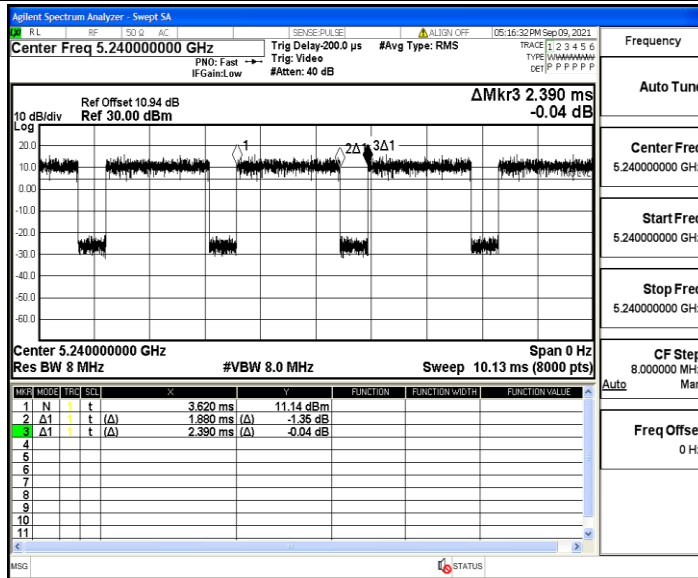 Agilent Spectrum Analyzer - Swept SA
RL RF 50 Ω AC SENSE:PULSE ALIGN OFF 05:16:32 PM Sep 09, 2021
Center Freq 5.240000000 GHz
PNO: Fast
IFGain:Low
Trig Delay-200.0 µs
Trig: Video
#Atten: 40 dB
#Avg Type: RMS
TRACE 1 2 3 4 5 6
TYPE
DET P P P P P P
ΔMkr3 2.390 ms
-0.04 dB
Ref Offset 10.94 dB
10 dB/div Ref 30.00 dBm
Log
20.0
10.0
0.00
-10.0
-20.0
-30.0
-40.0
-50.0
-60.0
1
2Δ1
3Δ1
Center 5.240000000 GHz Span 0 Hz
Res BW 8 MHz #VBW 8.0 MHz Sweep 10.13 ms (8000 pts)
MKR MODE TRC SCL X Y FUNCTION FUNCTION WIDTH FUNCTION VALUE
1 N 1 t 3.620 ms 11.14 dBm
2 Δ1 1 t (Δ) 1.880 ms (Δ) -1.35 dB
3 Δ1 1 t (Δ) 2.390 ms (Δ) -0.04 dB
4
5
6
7
8
9
10
11
MSG STATUS
Frequency
Auto Tune
Center Freq
5.240000000 GHz
Start Freq
5.240000000 GHz
Stop Freq
5.240000000 GHz
CF Step
8.000000 MHz
Auto Man
Freq Offset
0 Hz